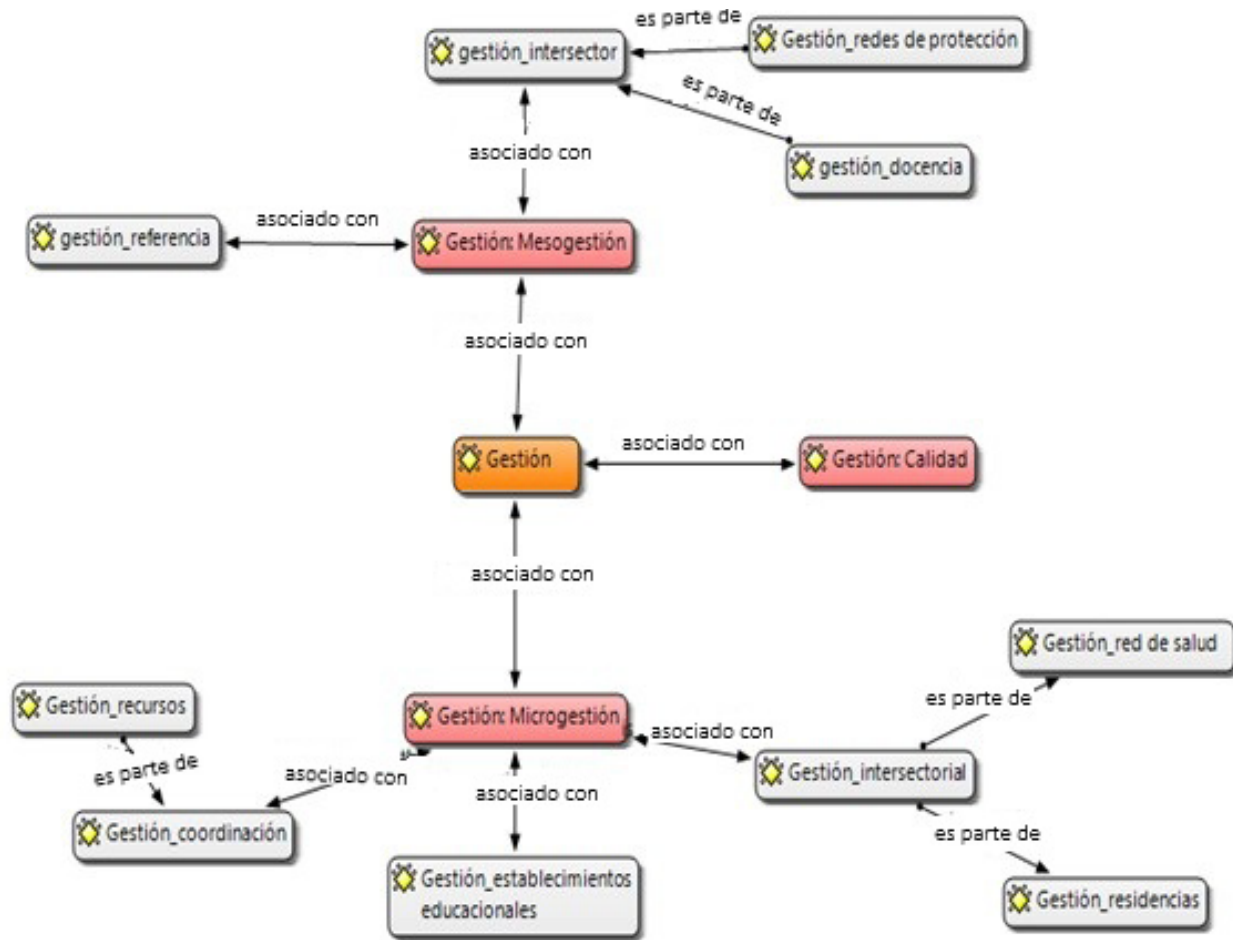 es parte de
Gestión_redes de protección
gestión_intersector
es parte de
gestión_docencia
asociado con
gestión_referencia
asociado con
Gestión: Mesogestión
asociado con
Gestión
asociado con
Gestión: Calidad
asociado con
Gestión_red de salud
es parte de
Gestión_recursos
Gestión: Microgestión
asociado con
es parte de
asociado con
Gestión_intersectorial
asociado con
Gestión_coordinación
es parte de
Gestión_establecimientos
educacionales
Gestión_residencias